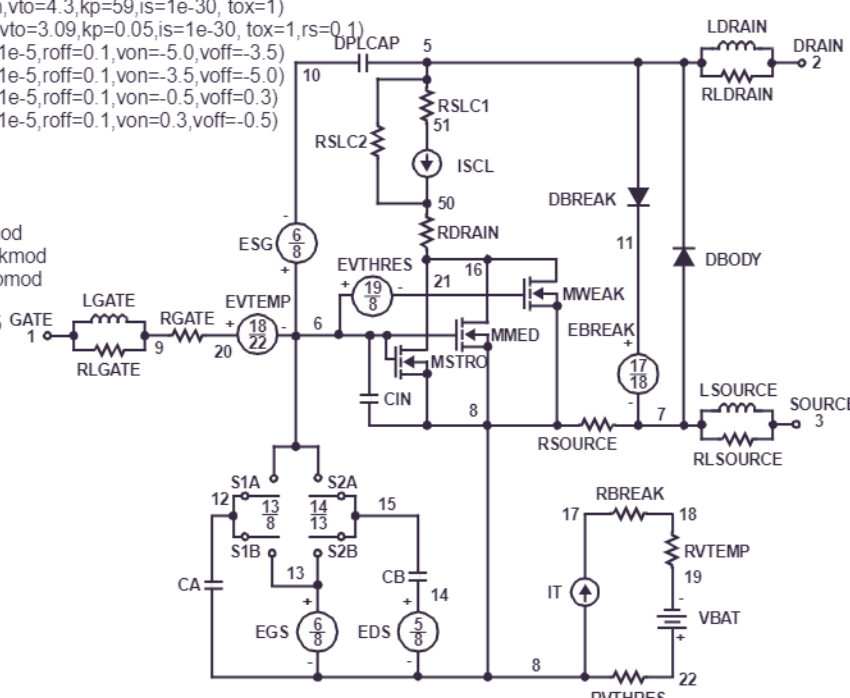 ,vto=4.3,kp=59,is=1e-30, tox=1)
vto=3.09,kp=0.05,is=1e-30, tox=1,rs=0.1)
1e-5,roff=0.1,von=-5.0,voff=-3.5)
1e-5,roff=0.1,von=-3.5,voff=-5.0)
1e-5,roff=0.1,von=-0.5,voff=0.3)
1e-5,roff=0.1,von=0.3,voff=-0.5)
DPLCAP
5
10
LDRAIN
DRAIN
2
RLDRAIN
RSLC1
51
RSLC2
ISCL
50
DBREAK
RDRAIN
od
kmod
omod
-
ESG
6
8
+
11
DBODY
EVTHRES
16
21
+
19
8
-
MWEAK
LGATE
GATE
1
RLGATE
9
RGATE
20
EVTEMP
+
18
22
-
6
MMED
MSTRO
EBREAK
+
17
18
-
CIN
8
7
RSOURCE
LSOURCE
SOURCE
3
RLSOURCE
S1A
S2A
12
13
8
14
13
15
S1B
S2B
13
CA
CB
14
+
EGS
6
8
-
+
EDS
5
8
-
RBREAK
17
18
RVTEMP
19
IT
-
VBAT
+
8
22
RVTHRES